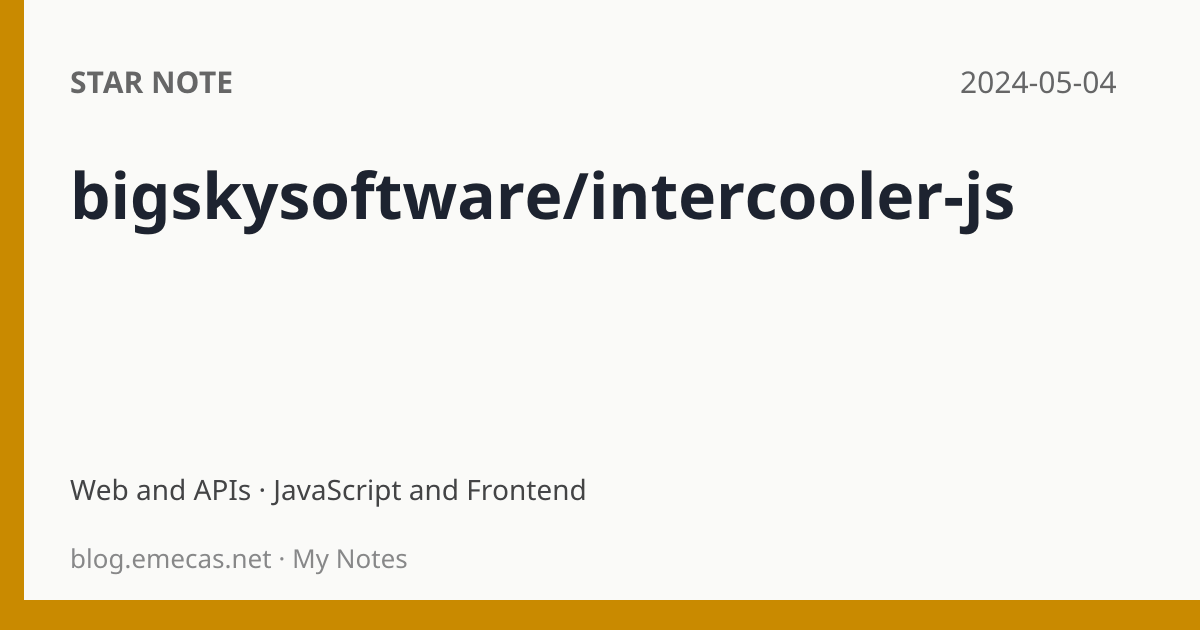 STAR NOTE
2024-05-04
bigskysoftware/intercooler-js
Web and APIs · JavaScript and Frontend
blog.emecas.net · My Notes